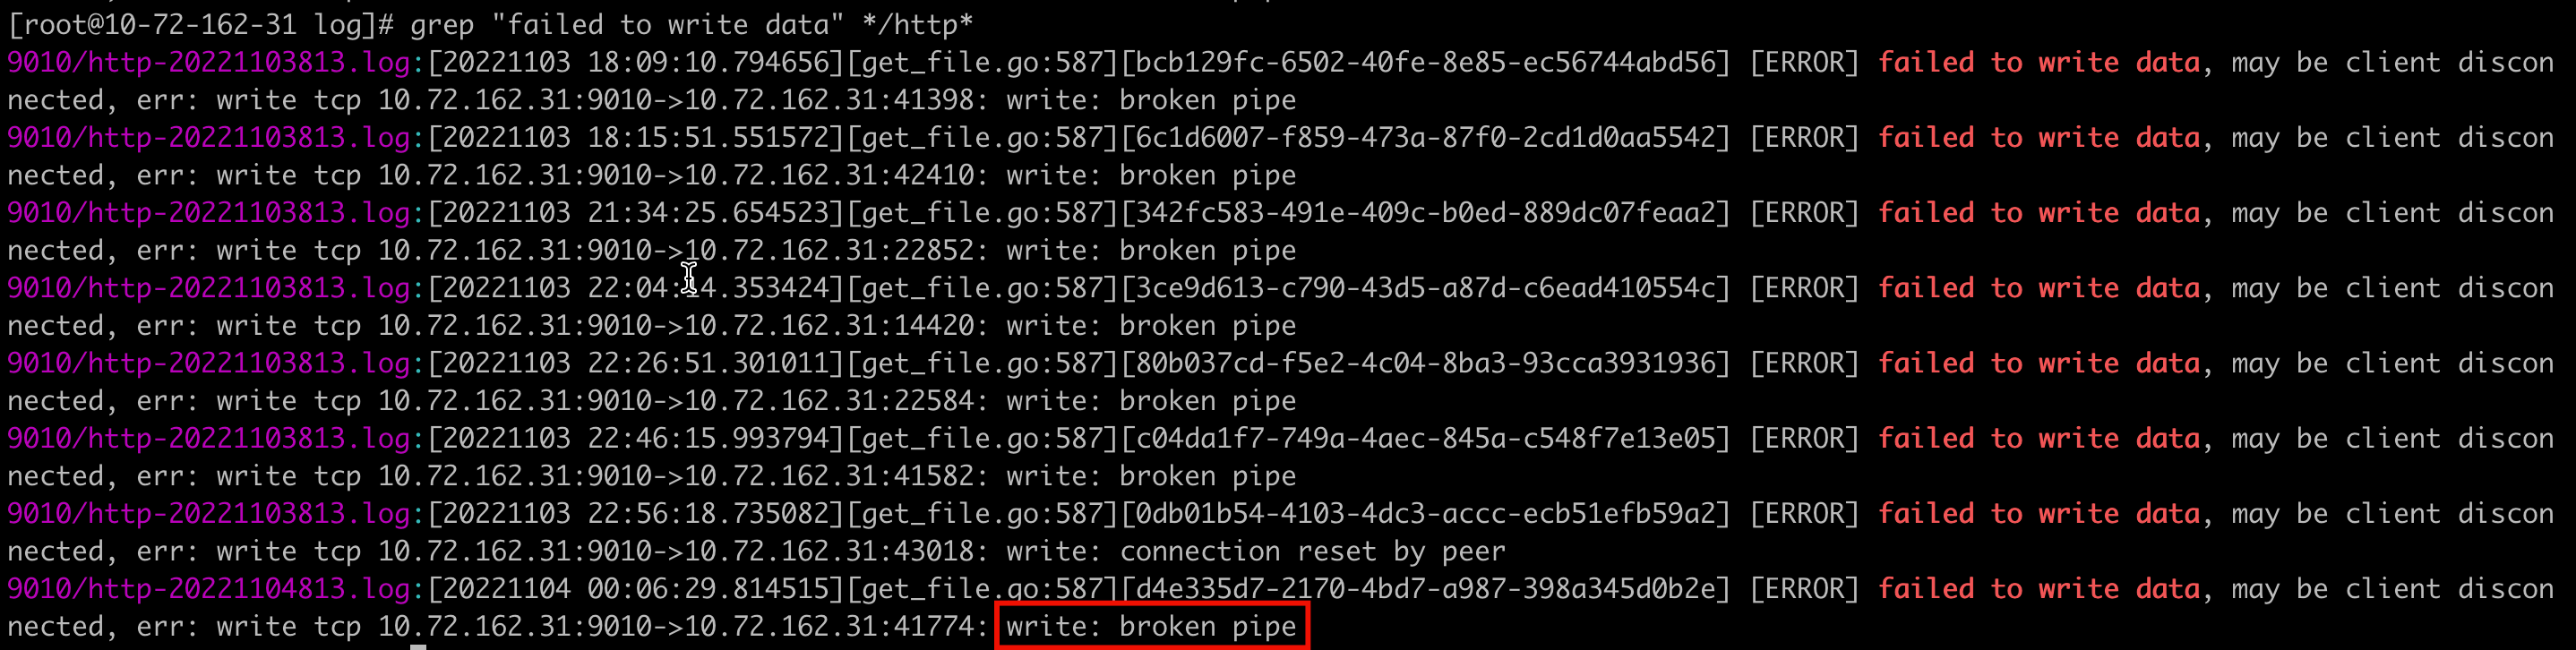 [root@10-72-162-31 log]# grep "failed to write data" */http*
9010/http-20221103813.log:[20221103 18:09:10.794656][get_file.go:587][bcb129fc-6502-40fe-8e85-ec56744abd56] [ERROR] failed to write data, may be client discon
nected, err: write tcp 10.72.162.31:9010->10.72.162.31:41398: write: broken pipe
9010/http-20221103813.log:[20221103 18:15:51.551572][get_file.go:587][6c1d6007-f859-473a-87f0-2cd1d0aa5542] [ERROR] failed to write data, may be client discon
nected, err: write tcp 10.72.162.31:9010->10.72.162.31:42410: write: broken pipe
9010/http-20221103813.log:[20221103 21:34:25.654523][get_file.go:587][342fc583-491e-409c-b0ed-889dc07feaa2] [ERROR] failed to write data, may be client discon
nected, err: write tcp 10.72.162.31:9010->10.72.162.31:22852: write: broken pipe
9010/http-20221103813.log:[20221103 22:04:14.353424][get_file.go:587][3ce9d613-c790-43d5-a87d-c6ead410554c] [ERROR] failed to write data, may be client discon
nected, err: write tcp 10.72.162.31:9010->10.72.162.31:14420: write: broken pipe
9010/http-20221103813.log:[20221103 22:26:51.301011][get_file.go:587][80b037cd-f5e2-4c04-8ba3-93cca3931936] [ERROR] failed to write data, may be client discon
nected, err: write tcp 10.72.162.31:9010->10.72.162.31:22584: write: broken pipe
9010/http-20221103813.log:[20221103 22:46:15.993794][get_file.go:587][c04da1f7-749a-4aec-845a-c548f7e13e05] [ERROR] failed to write data, may be client discon
nected, err: write tcp 10.72.162.31:9010->10.72.162.31:41582: write: broken pipe
9010/http-20221103813.log:[20221103 22:56:18.735082][get_file.go:587][0db01b54-4103-4dc3-accc-ecb51efb59a2] [ERROR] failed to write data, may be client discon
nected, err: write tcp 10.72.162.31:9010->10.72.162.31:43018: write: connection reset by peer
9010/http-20221104813.log:[20221104 00:06:29.814515][get_file.go:587][d4e335d7-2170-4bd7-a987-398a345d0b2e] [ERROR] failed to write data, may be client discon
nected, err: write tcp 10.72.162.31:9010->10.72.162.31:41774: write: broken pipe